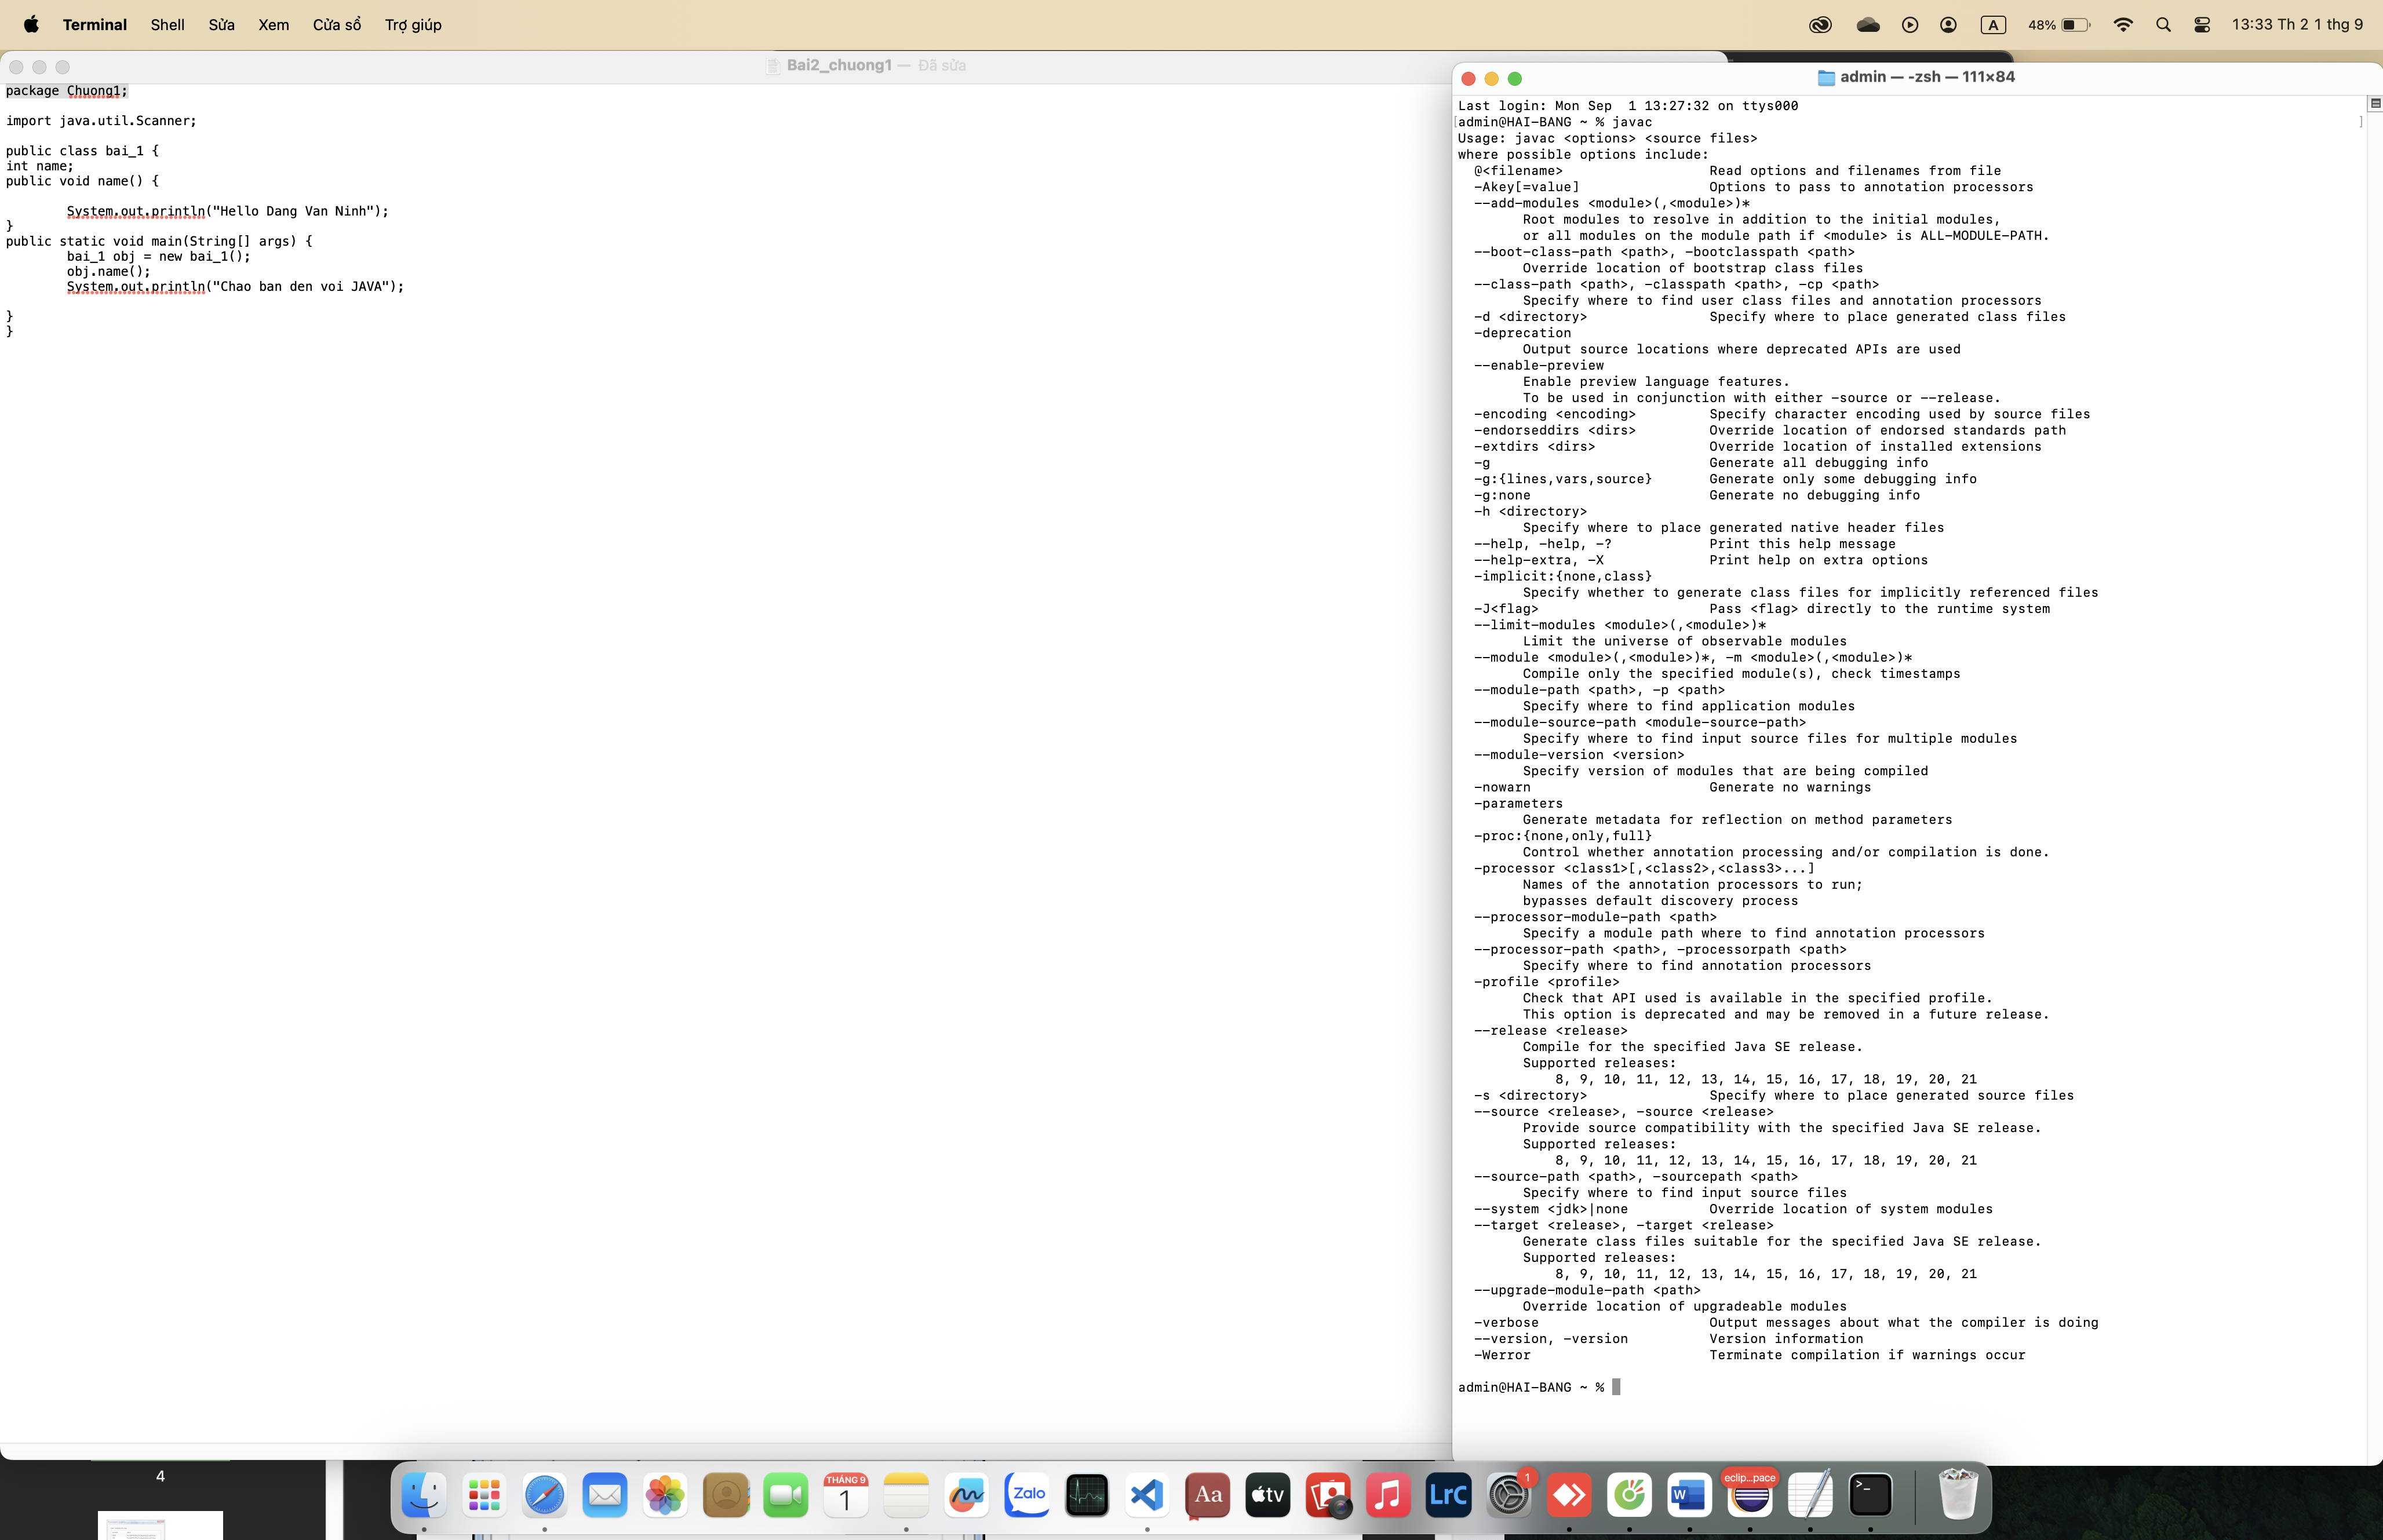 Terminal Shell Sửa Xem Cửa sổ Trợ giúp
A 48% 13:33 Th 2 1 thg 9
Bai2_chuong1 — Đã sửa
package Chuong1;
import java.util.Scanner;
public class bai_1 {
int name;
public void name() {
System.out.println("Hello Dang Van Ninh");
}
public static void main(String[] args) {
bai_1 obj = new bai_1();
obj.name();
System.out.println("Chao ban den voi JAVA");
}
}
admin — -zsh — 111×84
Last login: Mon Sep  1 13:27:32 on ttys000
[admin@HAI-BANG ~ % javac ]
Usage: javac <options> <source files>
where possible options include:
@<filename> Read options and filenames from file
-Akey[=value] Options to pass to annotation processors
--add-modules <module>(,<module>)*
Root modules to resolve in addition to the initial modules,
or all modules on the module path if <module> is ALL-MODULE-PATH.
--boot-class-path <path>, -bootclasspath <path>
Override location of bootstrap class files
--class-path <path>, -classpath <path>, -cp <path>
Specify where to find user class files and annotation processors
-d <directory> Specify where to place generated class files
-deprecation
Output source locations where deprecated APIs are used
--enable-preview
Enable preview language features.
To be used in conjunction with either -source or --release.
-encoding <encoding> Specify character encoding used by source files
-endorseddirs <dirs> Override location of endorsed standards path
-extdirs <dirs> Override location of installed extensions
-g Generate all debugging info
-g:{lines,vars,source} Generate only some debugging info
-g:none Generate no debugging info
-h <directory>
Specify where to place generated native header files
--help, -help, -? Print this help message
--help-extra, -X Print help on extra options
-implicit:{none,class}
Specify whether to generate class files for implicitly referenced files
-J<flag> Pass <flag> directly to the runtime system
--limit-modules <module>(,<module>)*
Limit the universe of observable modules
--module <module>(,<module>)*, -m <module>(,<module>)*
Compile only the specified module(s), check timestamps
--module-path <path>, -p <path>
Specify where to find application modules
--module-source-path <module-source-path>
Specify where to find input source files for multiple modules
--module-version <version>
Specify version of modules that are being compiled
-nowarn Generate no warnings
-parameters
Generate metadata for reflection on method parameters
-proc:{none,only,full}
Control whether annotation processing and/or compilation is done.
-processor <class1>[,<class2>,<class3>...]
Names of the annotation processors to run;
bypasses default discovery process
--processor-module-path <path>
Specify a module path where to find annotation processors
--processor-path <path>, -processorpath <path>
Specify where to find annotation processors
-profile <profile>
Check that API used is available in the specified profile.
This option is deprecated and may be removed in a future release.
--release <release>
Compile for the specified Java SE release.
Supported releases:
8, 9, 10, 11, 12, 13, 14, 15, 16, 17, 18, 19, 20, 21
-s <directory> Specify where to place generated source files
--source <release>, -source <release>
Provide source compatibility with the specified Java SE release.
Supported releases:
8, 9, 10, 11, 12, 13, 14, 15, 16, 17, 18, 19, 20, 21
--source-path <path>, -sourcepath <path>
Specify where to find input source files
--system <jdk>|none Override location of system modules
--target <release>, -target <release>
Generate class files suitable for the specified Java SE release.
Supported releases:
8, 9, 10, 11, 12, 13, 14, 15, 16, 17, 18, 19, 20, 21
--upgrade-module-path <path>
Override location of upgradeable modules
-verbose Output messages about what the compiler is doing
--version, -version Version information
-Werror Terminate compilation if warnings occur
admin@HAI-BANG ~ %
4
THÁNG 9
1
Zalo
Aa
tv
LrC
1
W
eclip...pace
>_